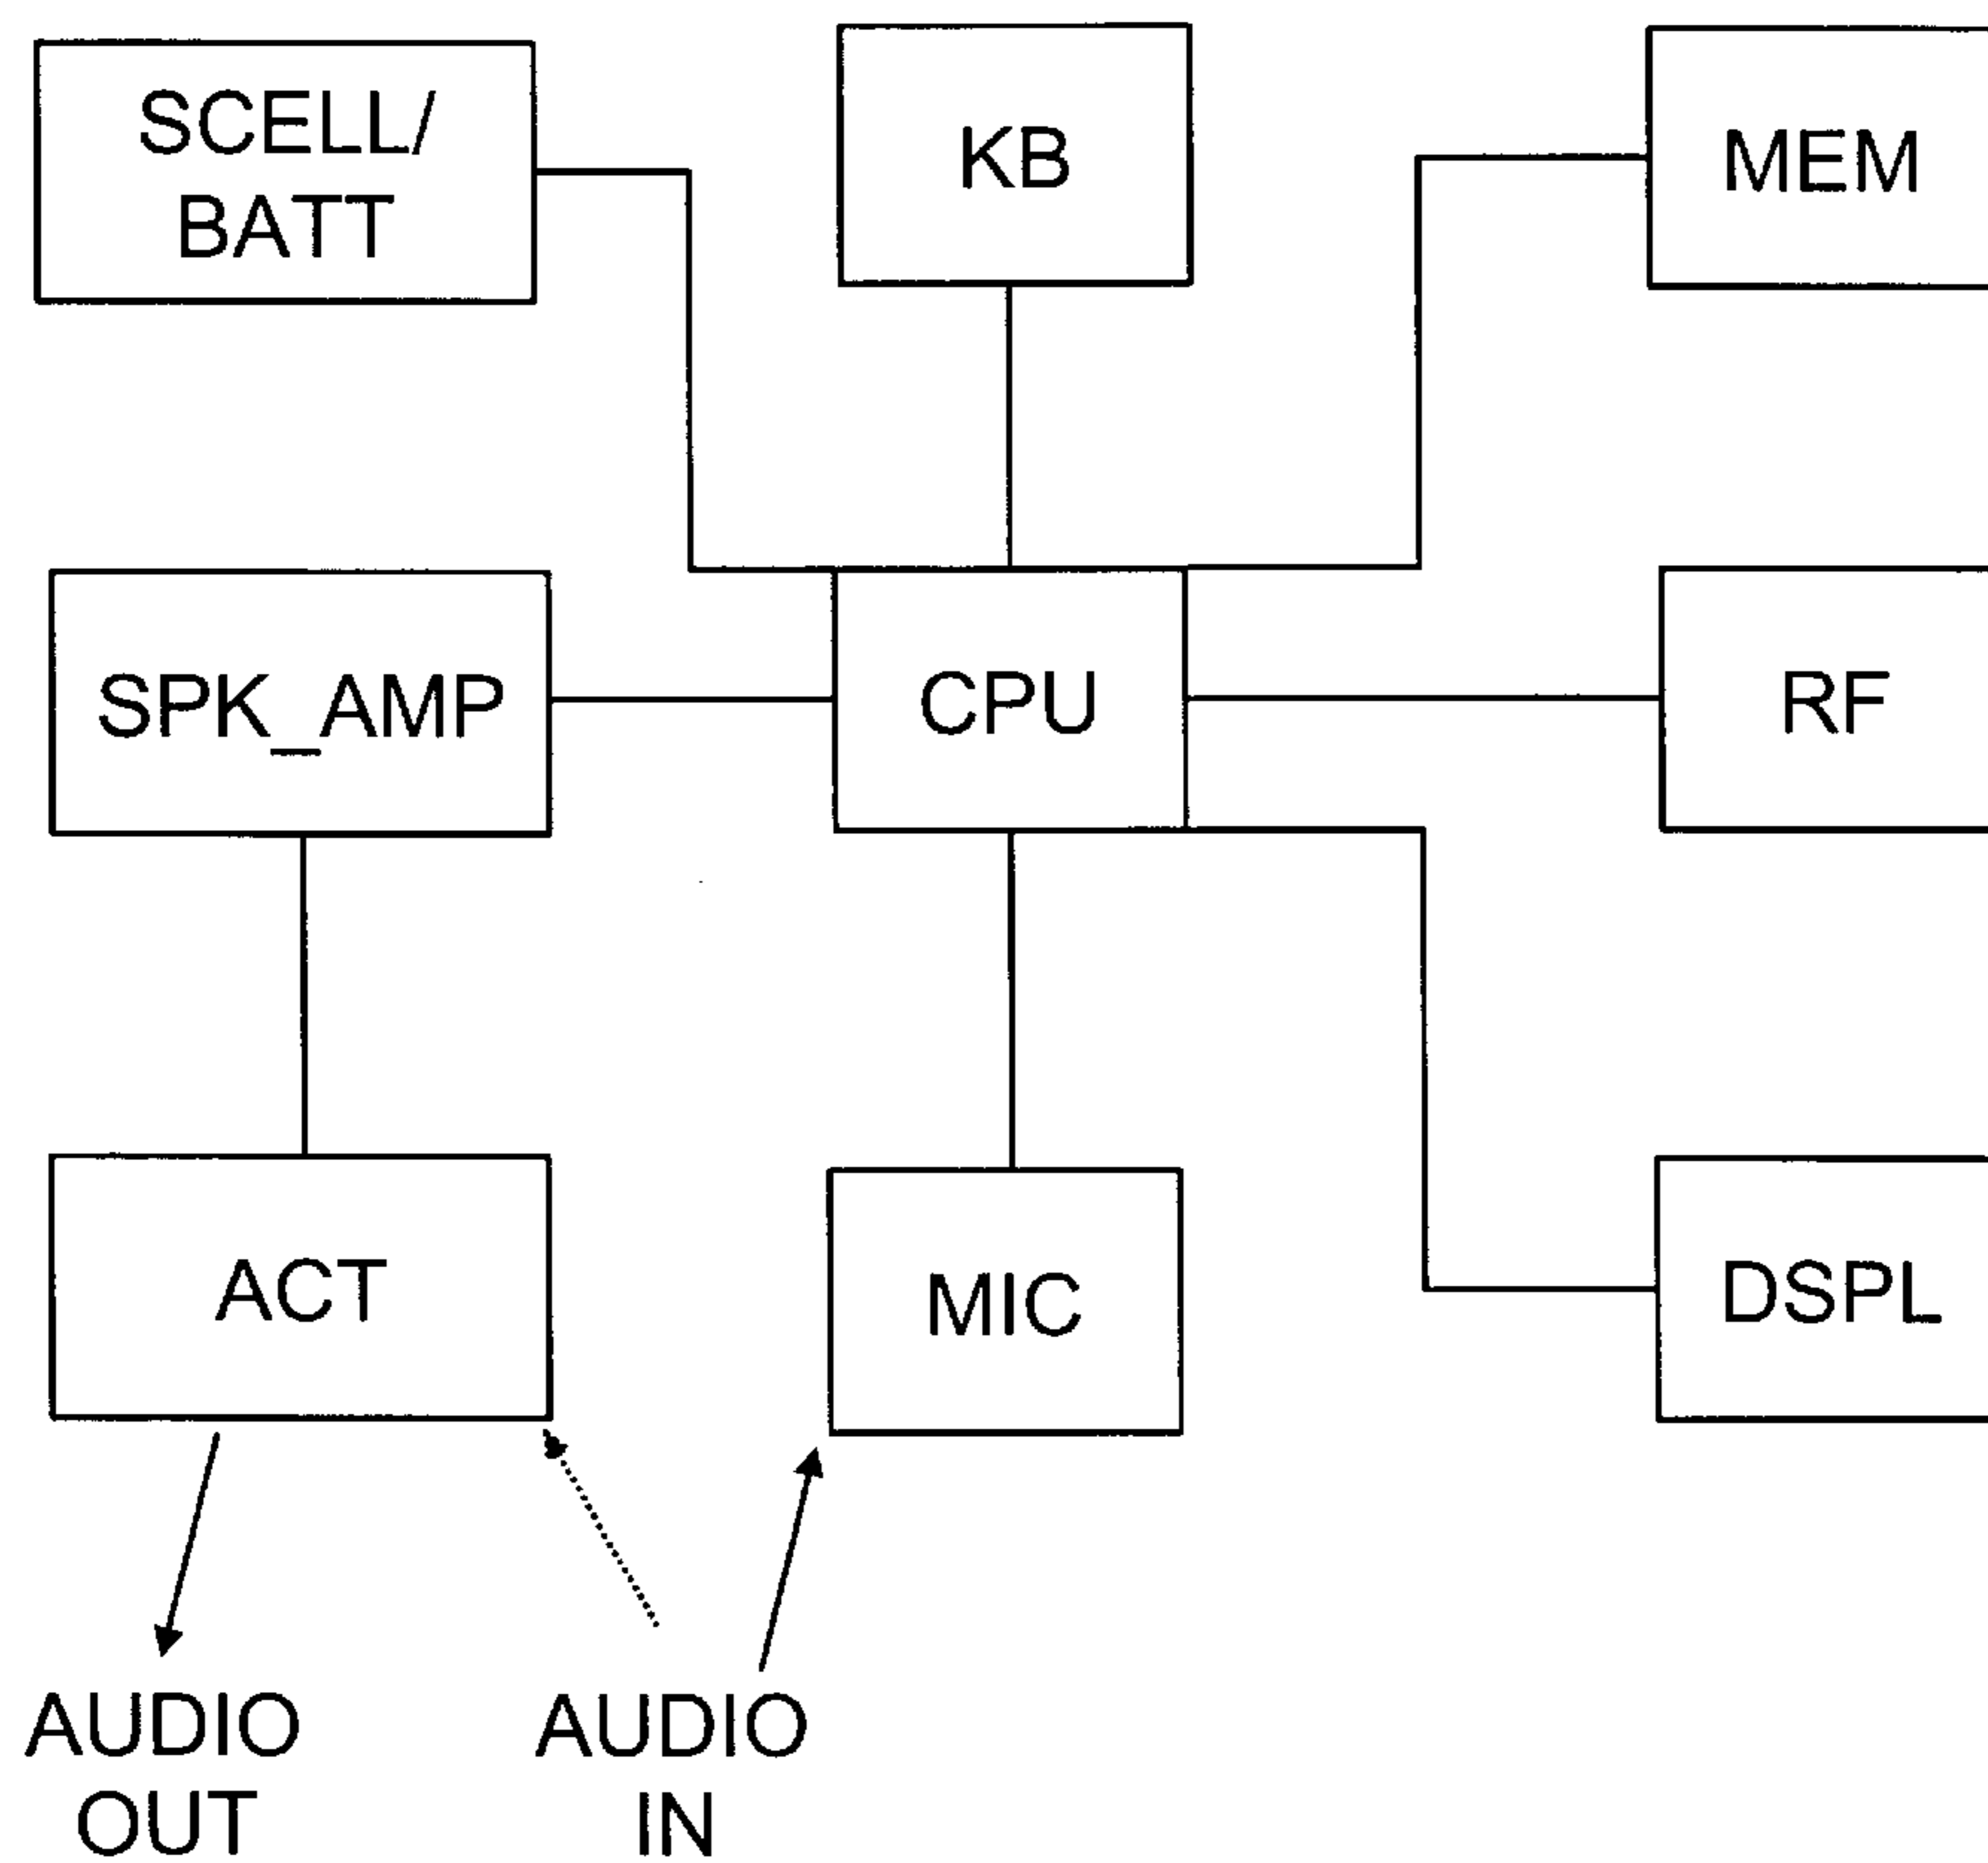 SCELL/
BATT
KB
MEM
SPK_AMP
CPU
RF
ACT
MIC
DSPL
AUDIO
OUT
AUDIO
IN